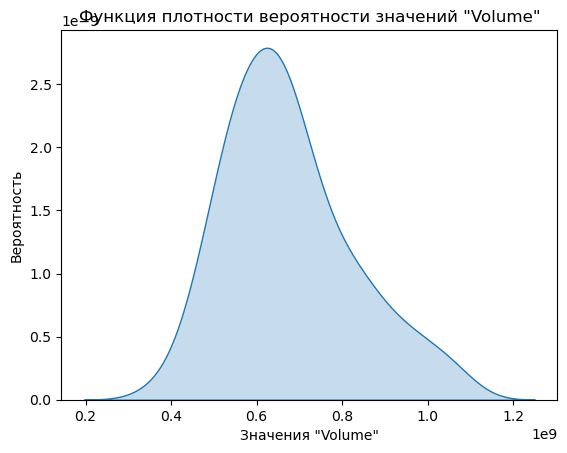 Функция плотности вероятности значений "Volume"
1e−9
2.5
2.0
1.5
1.0
0.5
0.0
Вероятность
0.2 0.4 0.6 0.8 1.0 1.2
1e9
Значения "Volume"